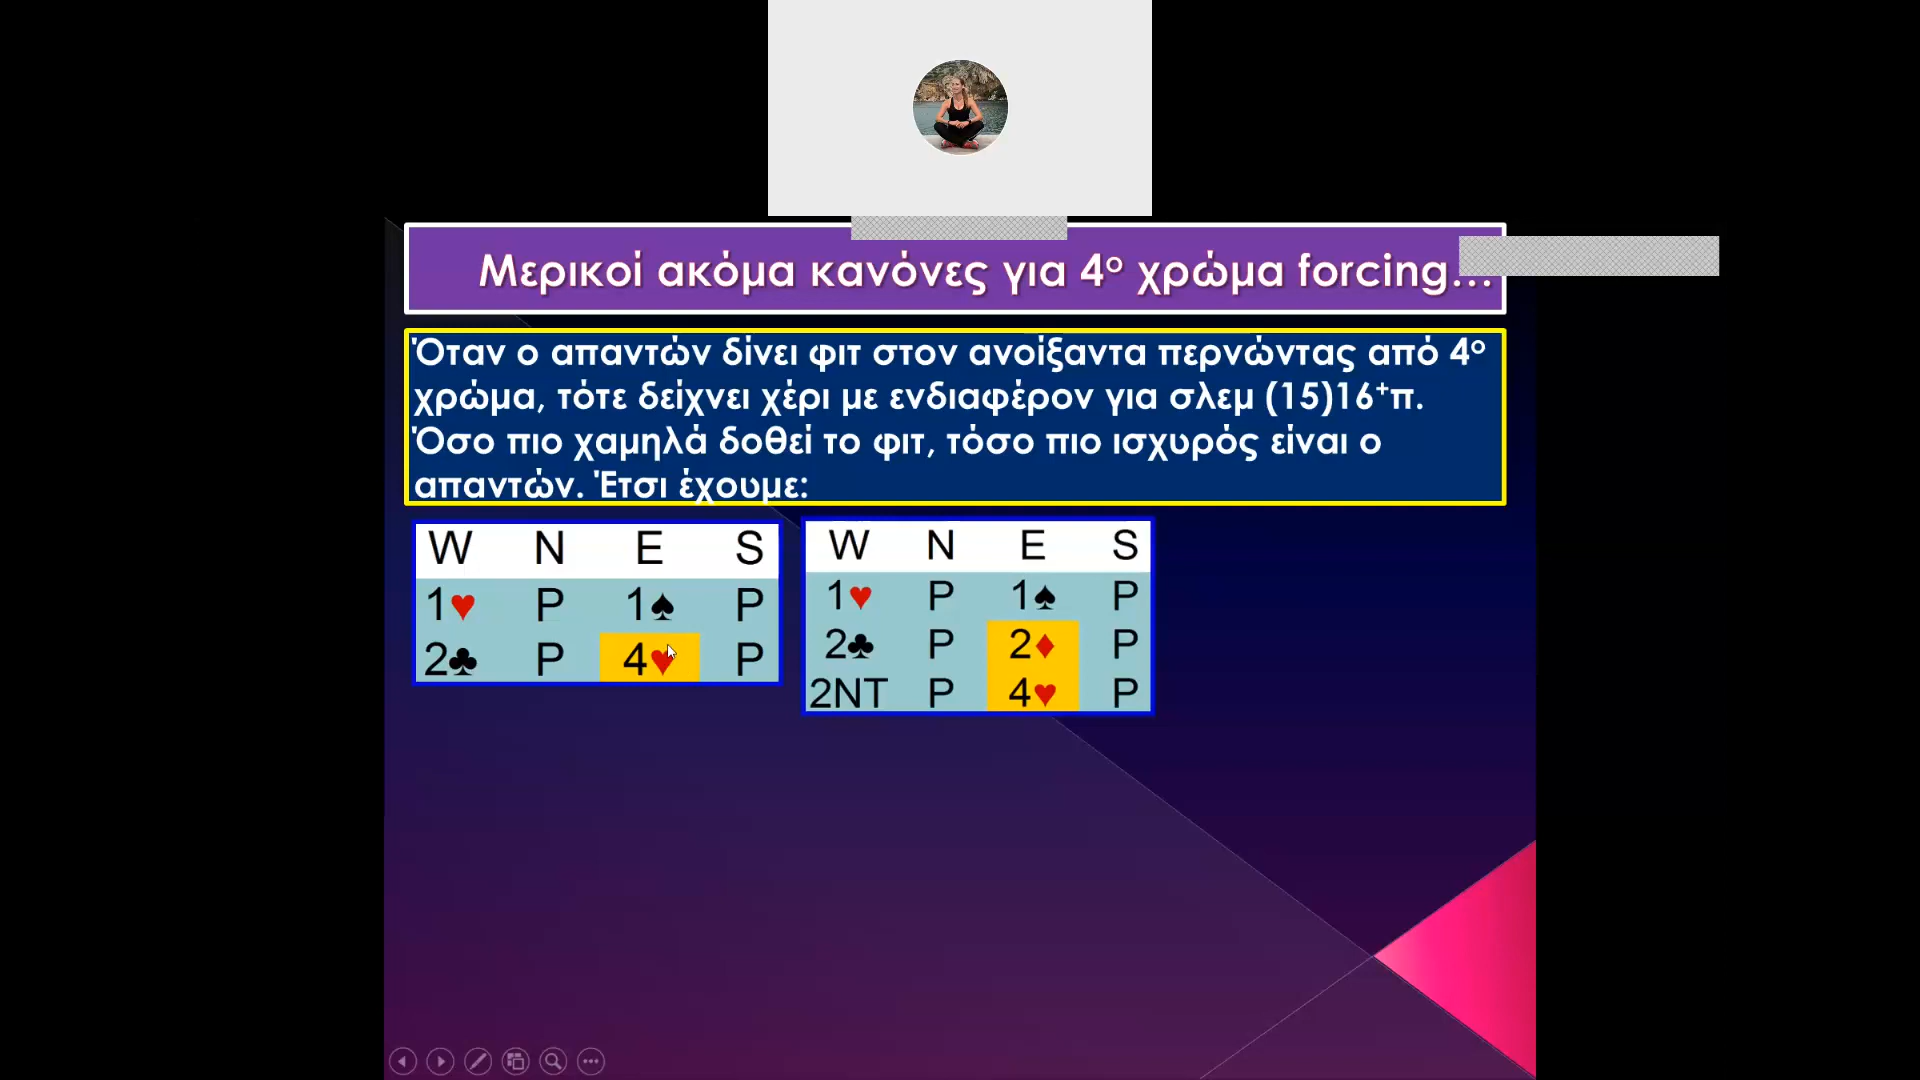 Μερικοί ακόμα κανόνες για 4ο χρώμα forcing...
Όταν ο απαντών δίνει φιτ στον ανοίξαντα περνώντας από 4ο
χρώμα, τότε δείχνει χέρι με ενδιαφέρον για σλεμ (15)16+π.
Όσο πιο χαμηλά δοθεί το φιτ, τόσο πιο ισχυρός είναι ο
απαντών. Έτσι έχουμε:
W N E S
1♥ P 1♠ P
2♣ P 4♥ P
W N E S
1♥ P 1♠ P
2♣ P 2♦ P
2NT P 4♥ P